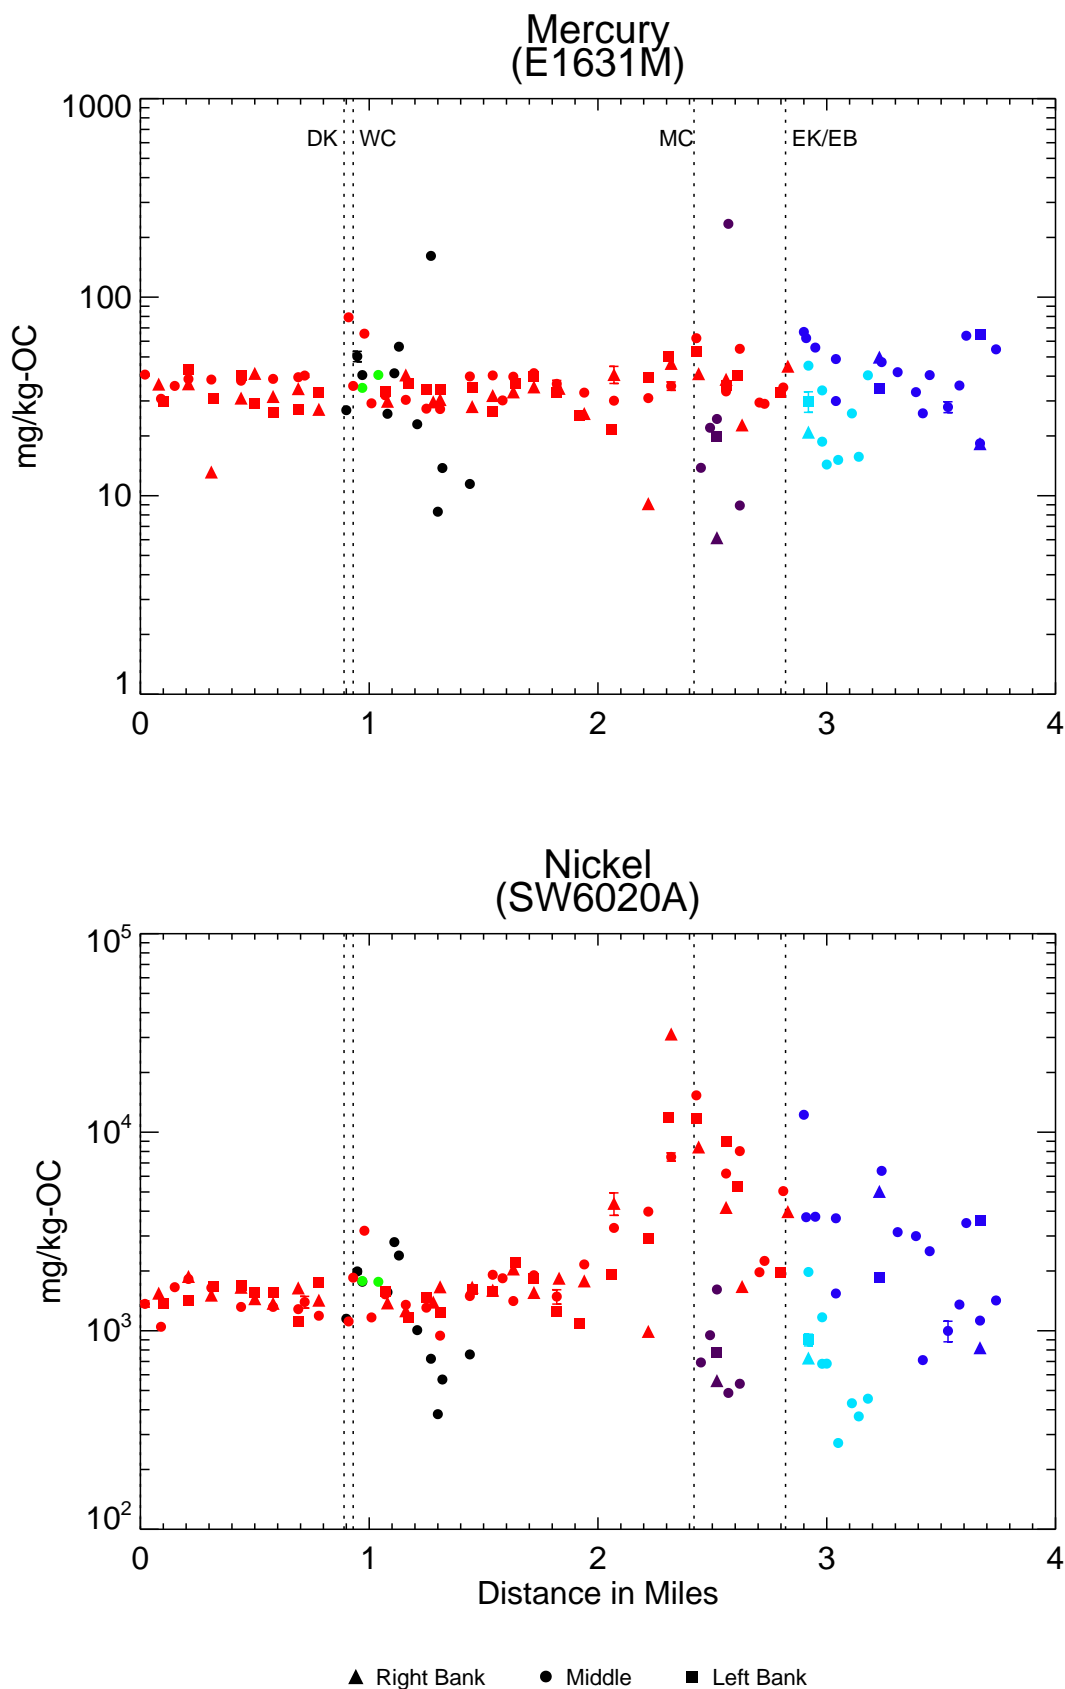 Mercury
(E1631M)
1000
DK WC MC EK/EB
100
mg/kg-OC
10
1
0 1 2 3 4
Nickel
(SW6020A)
10^5
10^4
mg/kg-OC
10^3
10^2
0 1 2 3 4
Distance in Miles
Right Bank Middle Left Bank